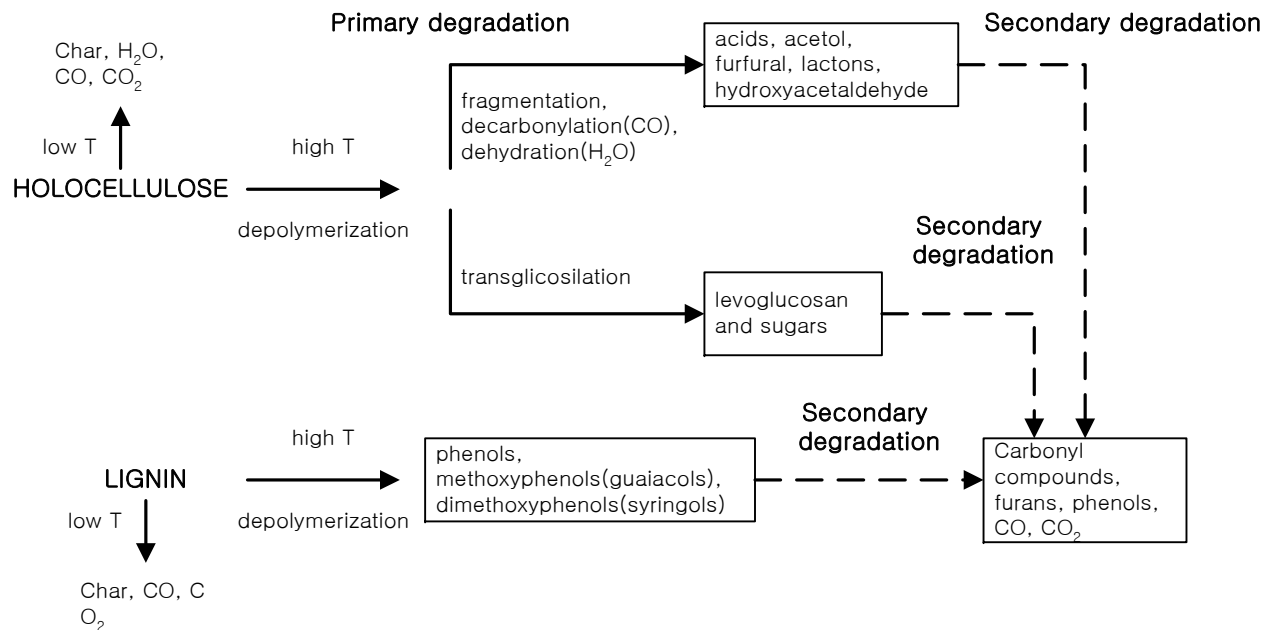 Primary degradation
Secondary degradation
Char, H₂O,
CO, CO₂
acids, acetol,
furfural, lactons,
hydroxyacetaldehyde
fragmentation,
decarbonylation(CO),
dehydration(H₂O)
low T
high T
HOLOCELLULOSE
depolymerization
Secondary
degradation
transglicosilation
levoglucosan
and sugars
Secondary
degradation
high T
LIGNIN
phenols,
methoxyphenols(guaiacols),
dimethoxyphenols(syringols)
Carbonyl
compounds,
furans, phenols,
CO, CO₂
low T
depolymerization
Char, CO, C
O₂